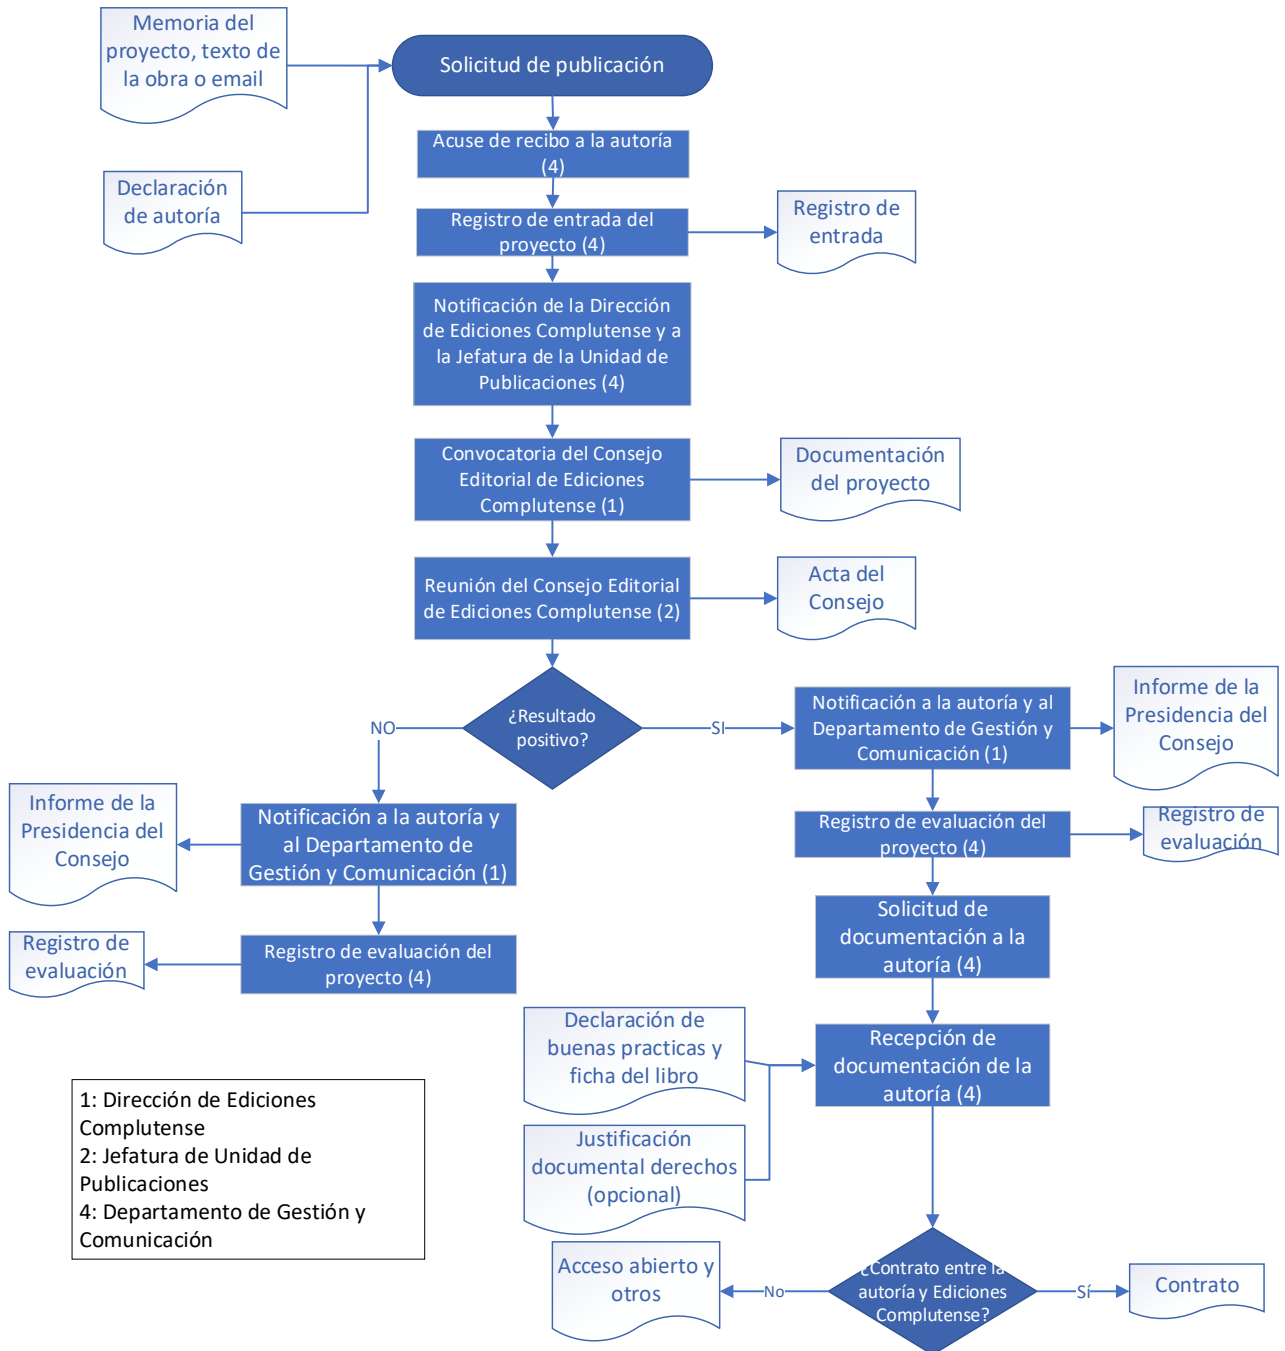 Memoria del
proyecto, texto de
la obra o email
Solicitud de publicación
Acuse de recibo a la autoría
(4)
Declaración
de autoría
Registro de entrada del
proyecto (4)
Registro de
entrada
Notificación de la Dirección
de Ediciones Complutense y a
la Jefatura de la Unidad de
Publicaciones (4)
Convocatoria del Consejo
Editorial de Ediciones
Complutense (1)
Documentación
del proyecto
Reunión del Consejo Editorial
de Ediciones Complutense (2)
Acta del
Consejo
¿Resultado
positivo?
NO
SI
Notificación a la autoría y al
Departamento de Gestión y
Comunicación (1)
Informe de la
Presidencia del
Consejo
Informe de la
Presidencia del
Consejo
Notificación a la autoría y
al Departamento de
Gestión y Comunicación (1)
Registro de evaluación del
proyecto (4)
Registro de
evaluación
Registro de
evaluación
Registro de evaluación del
proyecto (4)
Solicitud de
documentación a la
autoría (4)
Declaración de
buenas practicas y
ficha del libro
Recepción de
documentación de la
autoría (4)
Justificación
documental derechos
(opcional)
1: Dirección de Ediciones
Complutense
2: Jefatura de Unidad de
Publicaciones
4: Departamento de Gestión y
Comunicación
Acceso abierto y
otros
No
¿Contrato entre la
autoría y Ediciones
Complutense?
Sí
Contrato